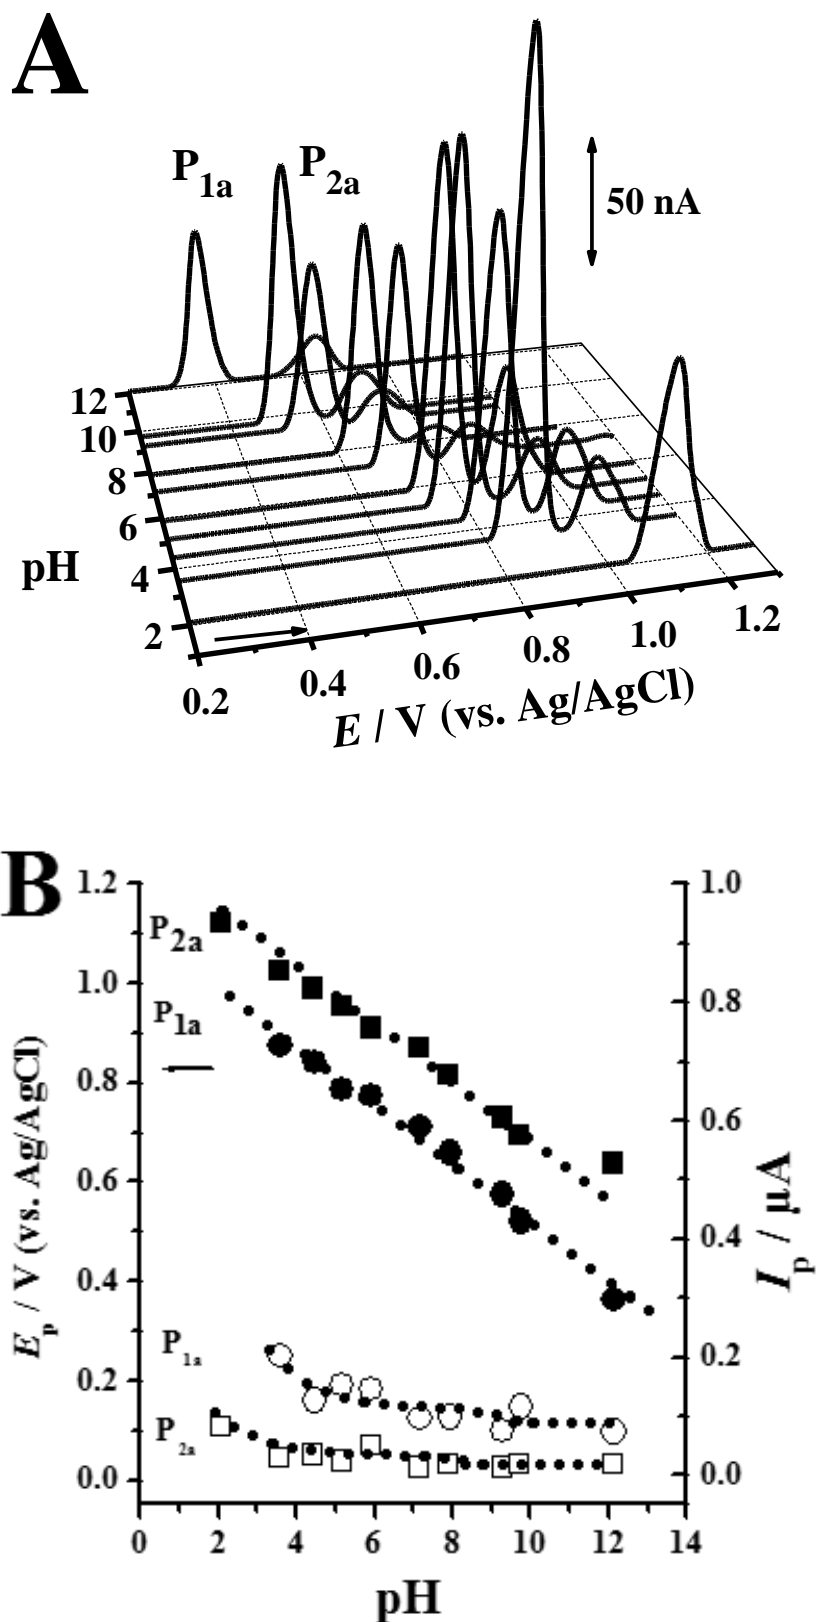 A
P1a
P2a
50 nA
12
10
8
6
pH
4
2
0.2
0.4
0.6
0.8
1.0
1.2
E / V (vs. Ag/AgCl)
B
1.2
1.0
P2a
1.0
0.8
P1a
0.8
0.6
0.6
Ep / V (vs. Ag/AgCl)
Ip / μA
0.4
0.4
P1a
0.2
0.2
P2a
0.0
0.0
0
2
4
6
8
10
12
14
pH